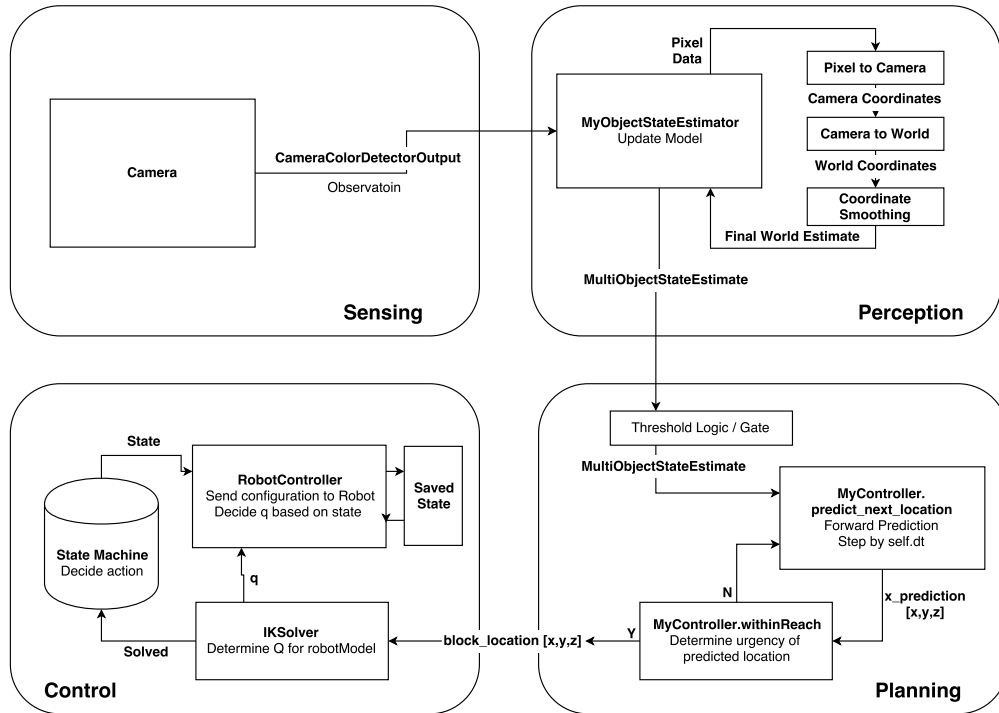 Camera
CameraColorDetectorOutput
Observatoin
Sensing
Pixel
Data
MyObjectStateEstimator
Update Model
Pixel to Camera
Camera Coordinates
Camera to World
World Coordinates
Coordinate
Smoothing
Final World Estimate
MultiObjectStateEstimate
Perception
State
RobotController
Send configuration to Robot
Decide q based on state
Saved
State
State Machine
Decide action
q
IKSolver
Determine Q for robotModel
Solved
Control
Threshold Logic / Gate
MultiObjectStateEstimate
MyController.
predict_next_location
Forward Prediction
Step by self.dt
x_prediction
[x,y,z]
N
MyController.withinReach
Determine urgency of
predicted location
Y
block_location [x,y,z]
Planning